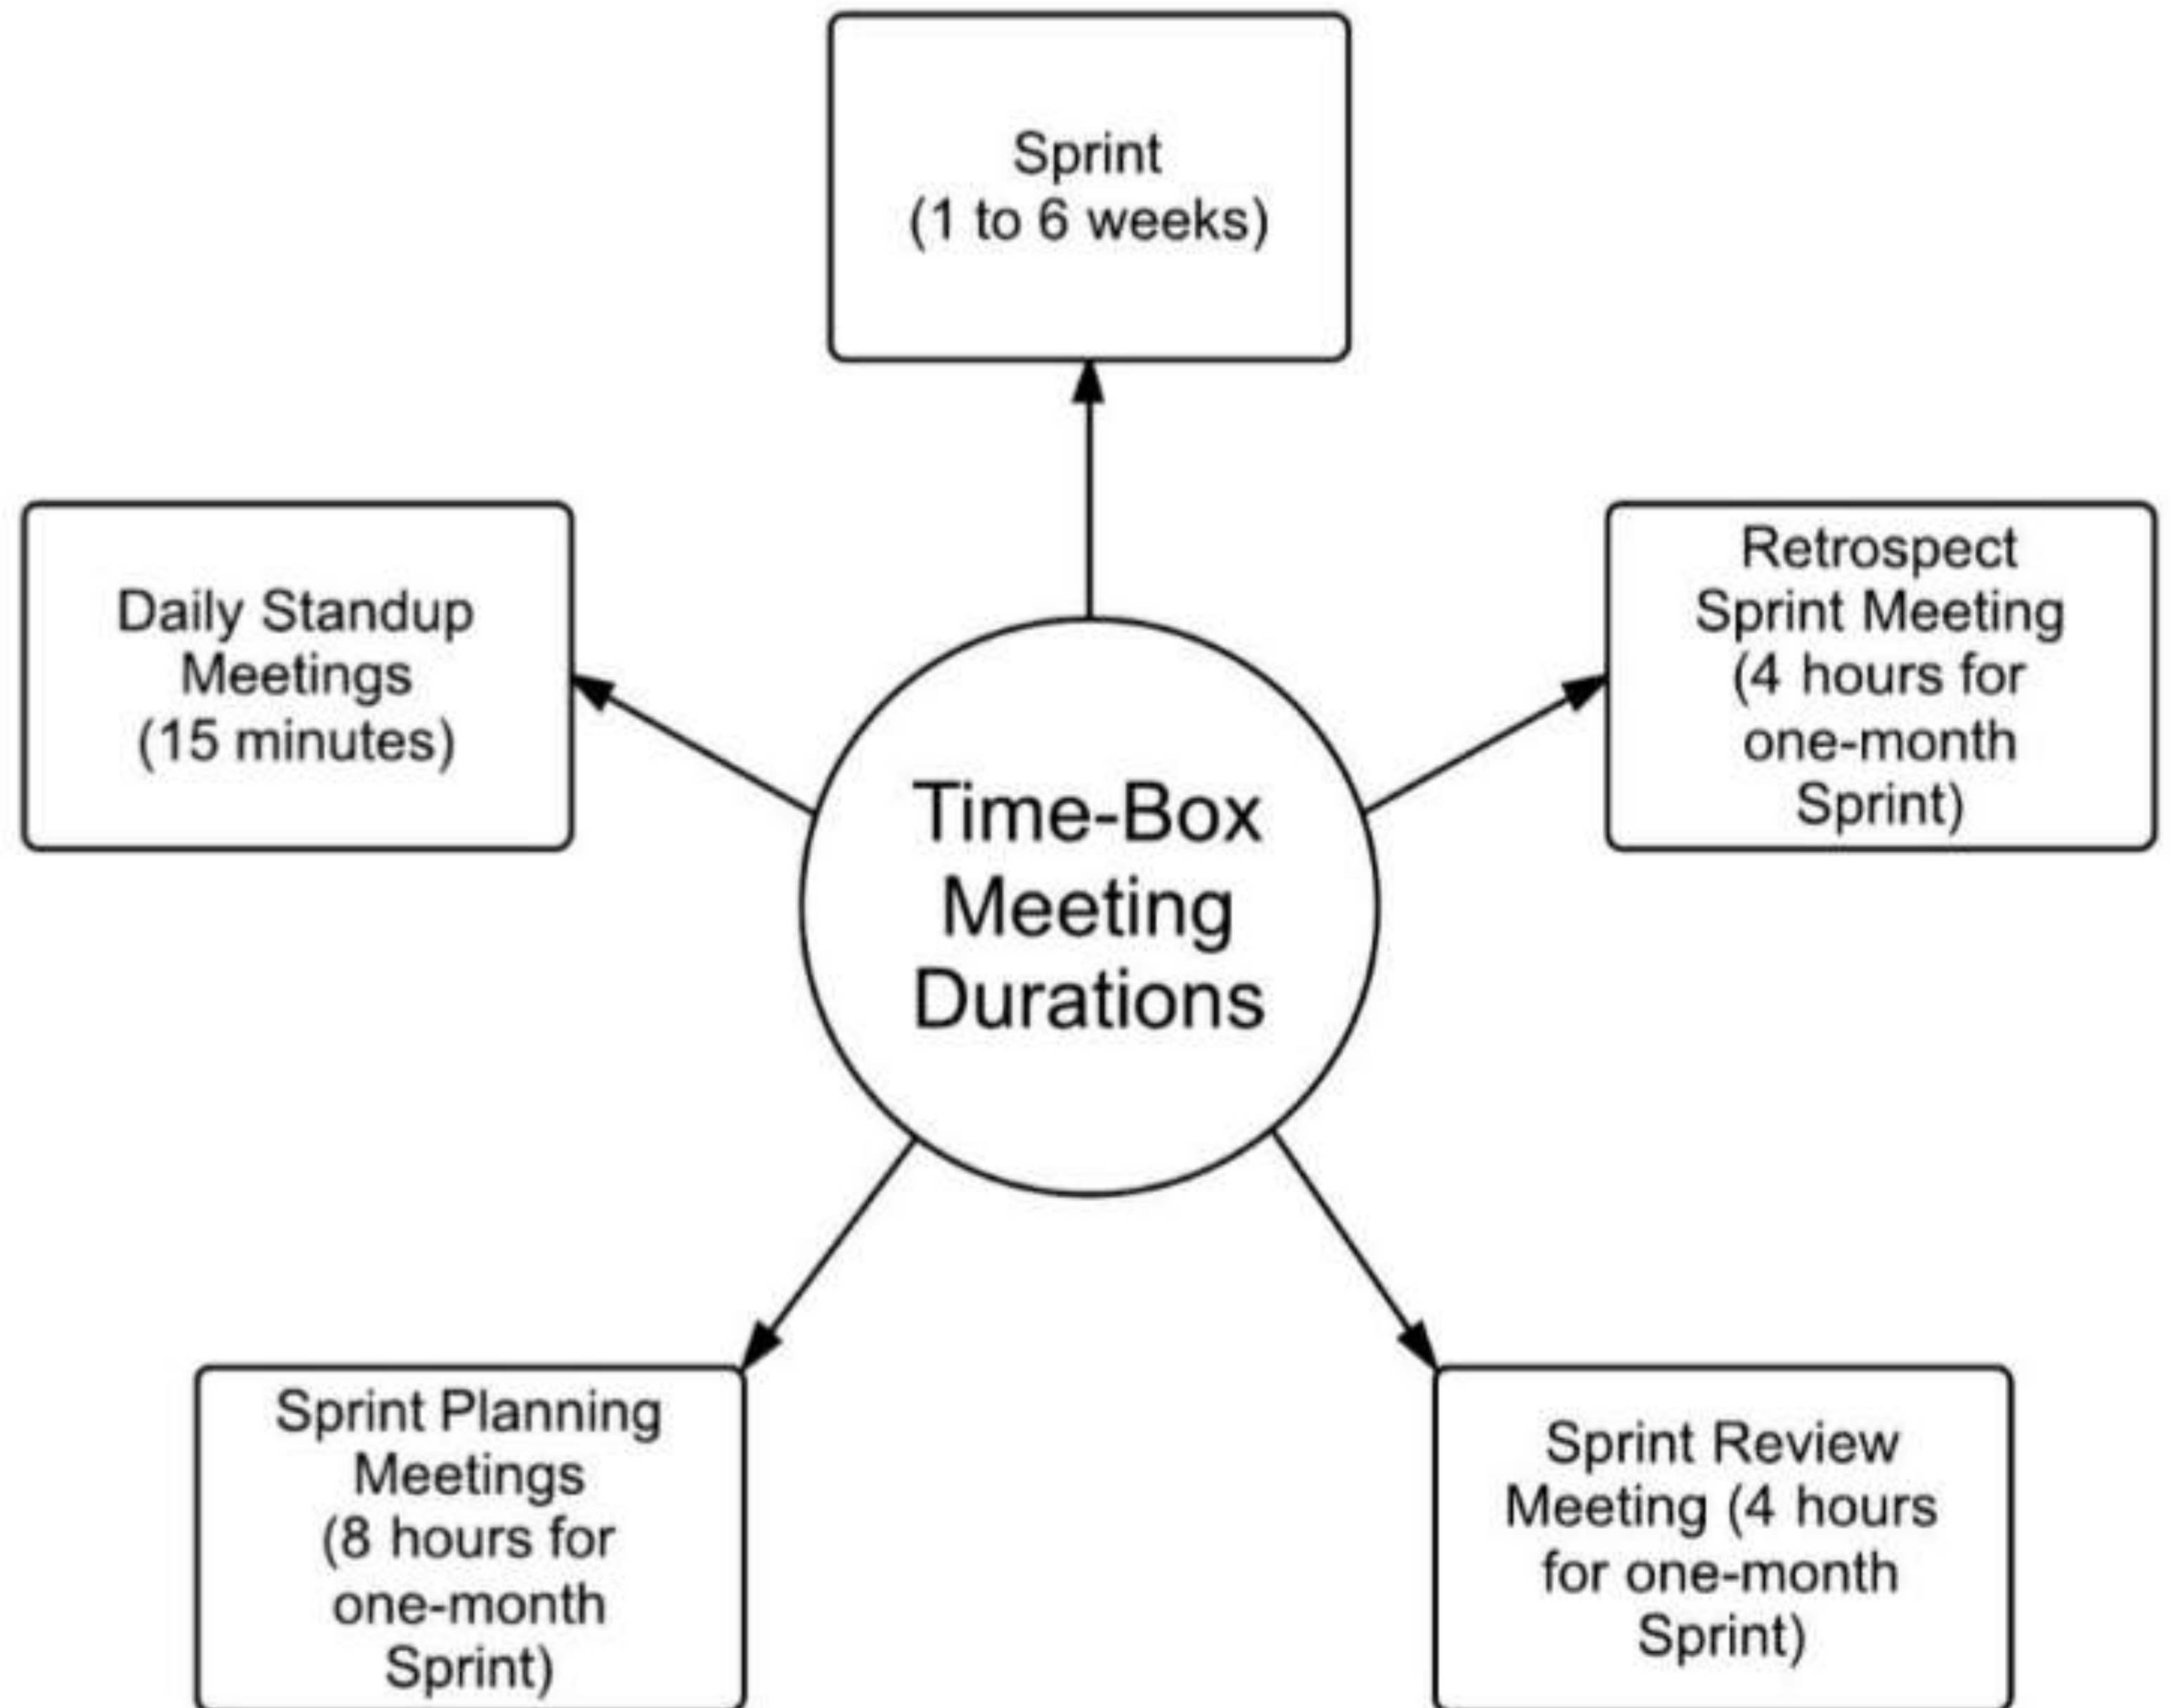 Sprint
(1 to 6 weeks)
Daily Standup
Meetings
(15 minutes)
Retrospect
Sprint Meeting
(4 hours for
one-month
Sprint)
Time-Box
Meeting
Durations
Sprint Planning
Meetings
(8 hours for
one-month
Sprint)
Sprint Review
Meeting (4 hours
for one-month
Sprint)